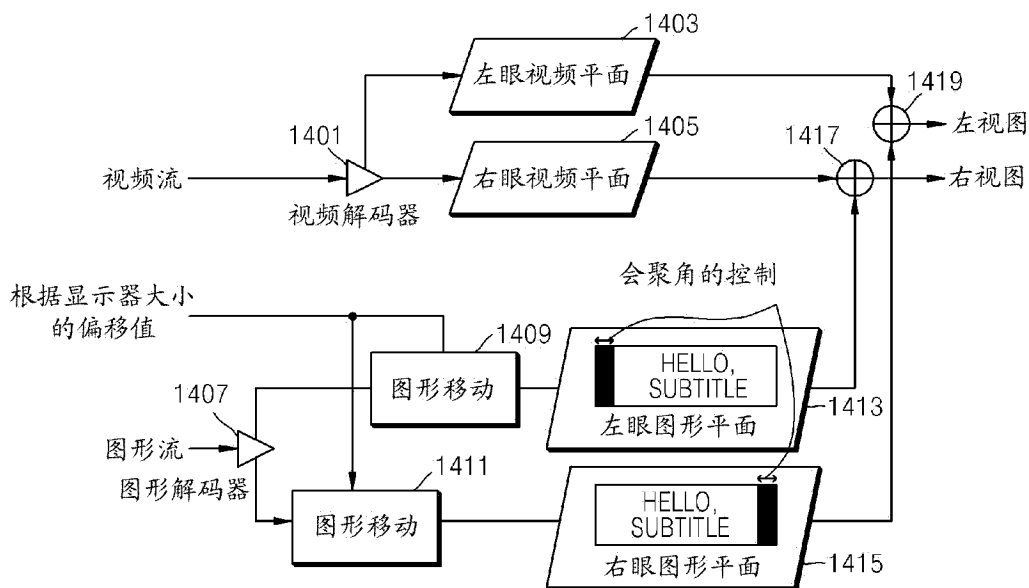 1403
左眼视频平面
1419
左视图
1401
1405
1417
视频流
右眼视频平面
右视图
视频解码器
会聚角的控制
根据显示器大小
的偏移值
1409
图形移动
HELLO,
SUBTITLE
左眼图形平面
1413
1407
图形流
图形解码器
1411
图形移动
HELLO,
SUBTITLE
右眼图形平面
1415